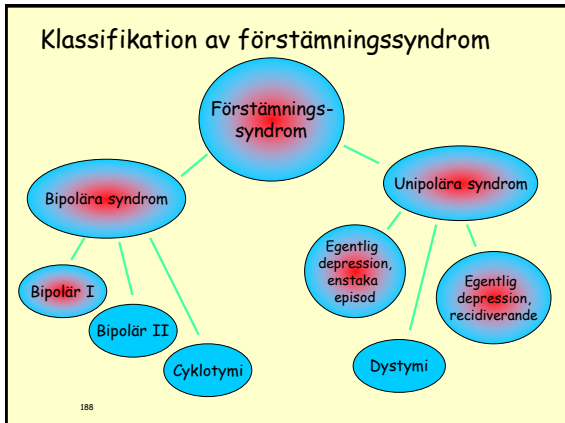 Klassifikation av förstämningssyndrom
Förstämnings-
syndrom
Bipolära syndrom
Unipolära syndrom
Bipolär I
Bipolär II
Cyklotymi
Egentlig
depression,
enstaka
episod
Dystymi
Egentlig
depression,
recidiverande
188